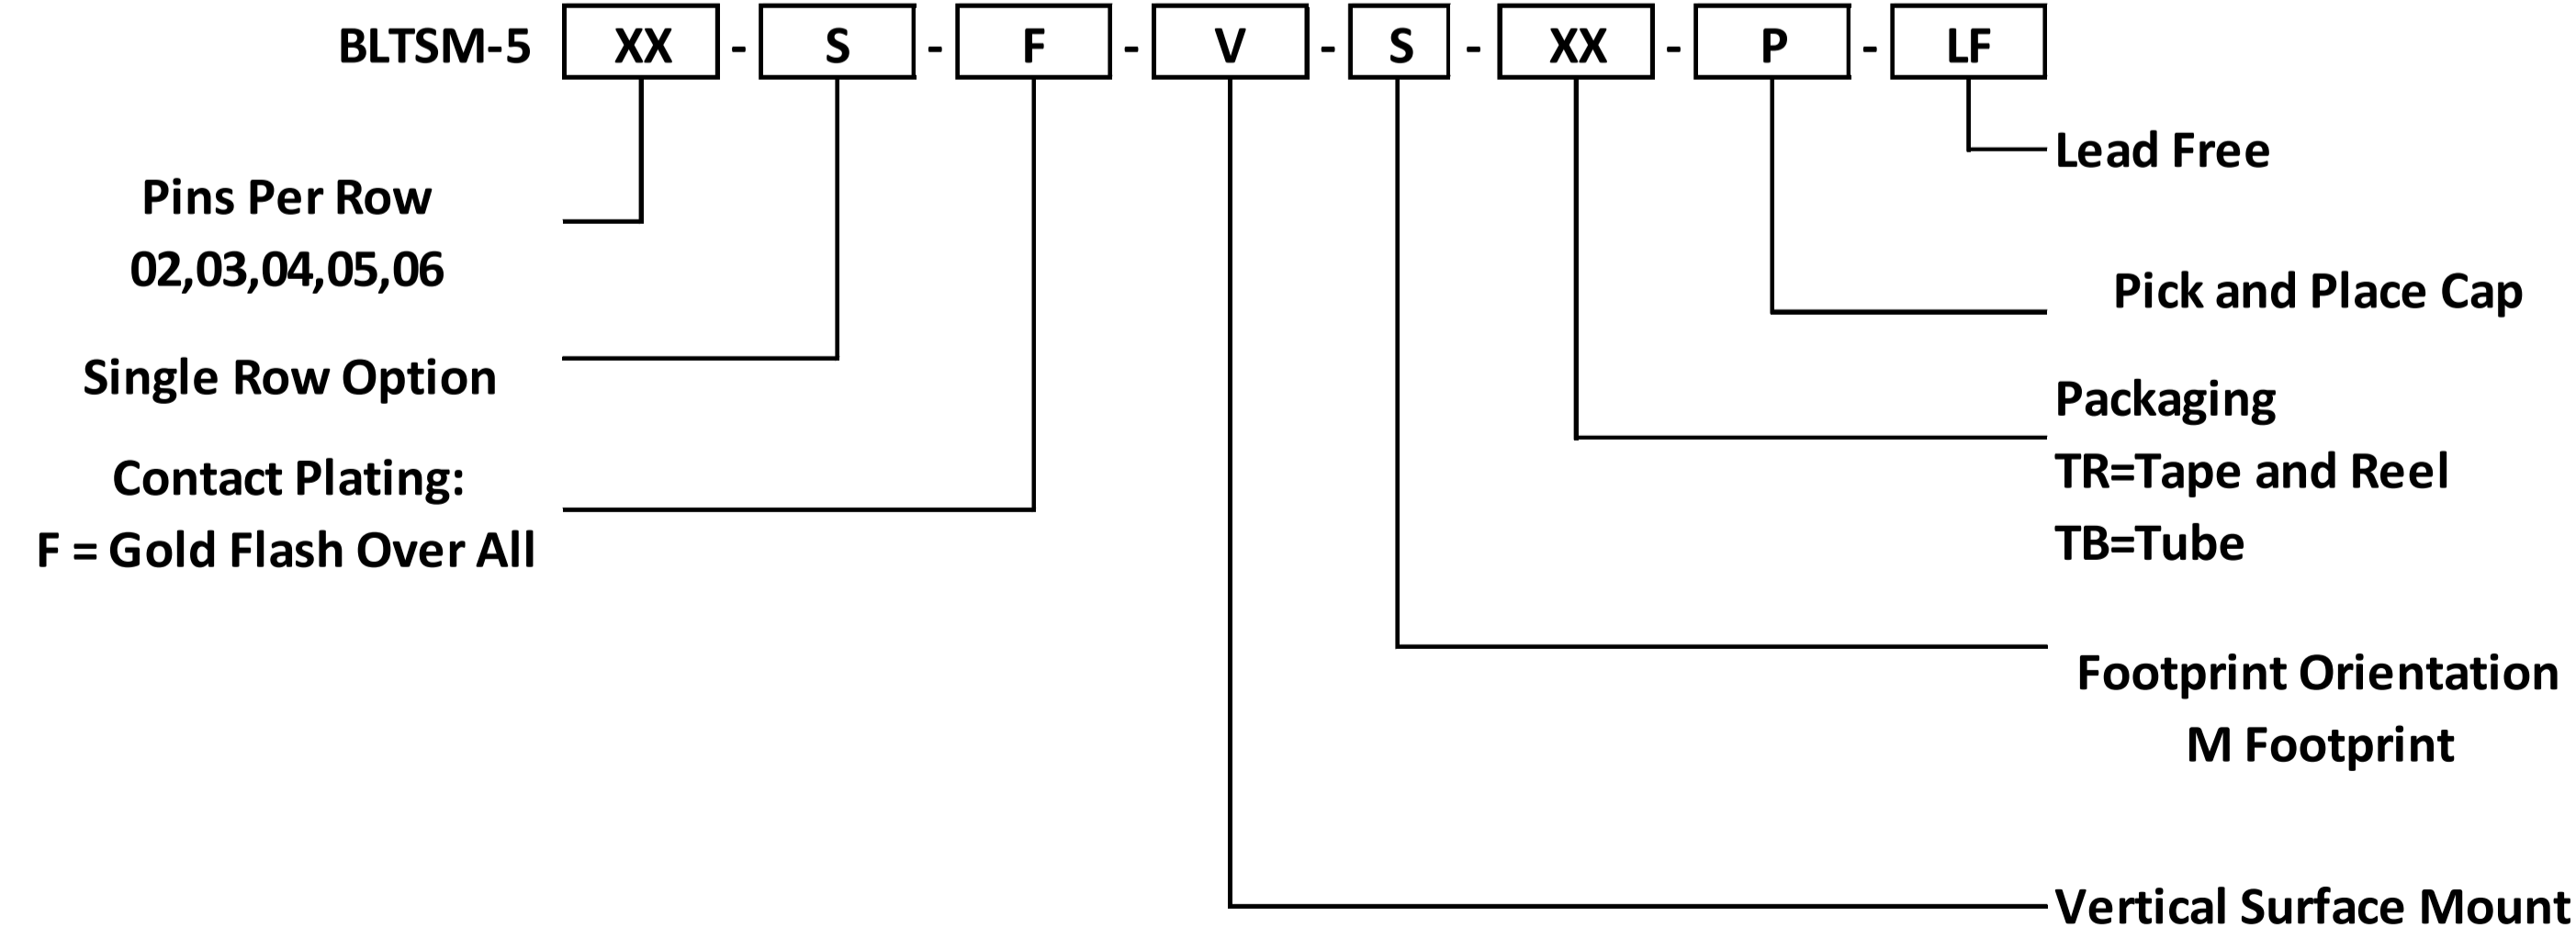 BLTSM-5 XX - S - F - V - S - XX - P - LF
Lead Free
Pins Per Row
02,03,04,05,06
Pick and Place Cap
Single Row Option
Packaging
TR=Tape and Reel
TB=Tube
Contact Plating:
F = Gold Flash Over All
Footprint Orientation
M Footprint
Vertical Surface Mount